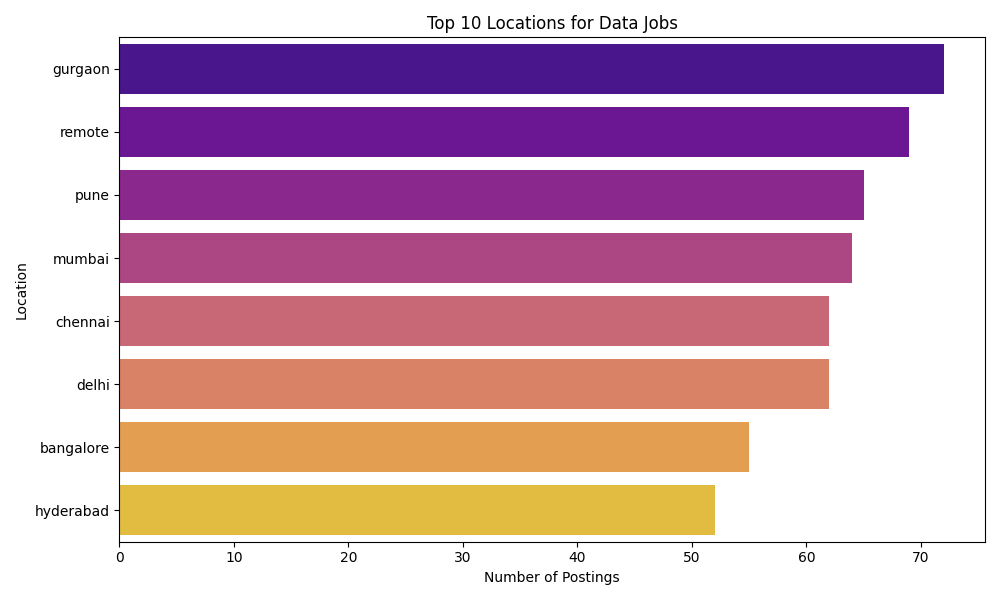 Top 10 Locations for Data Jobs
Location
gurgaon
remote
pune
mumbai
chennai
delhi
bangalore
hyderabad
0 10 20 30 40 50 60 70
Number of Postings